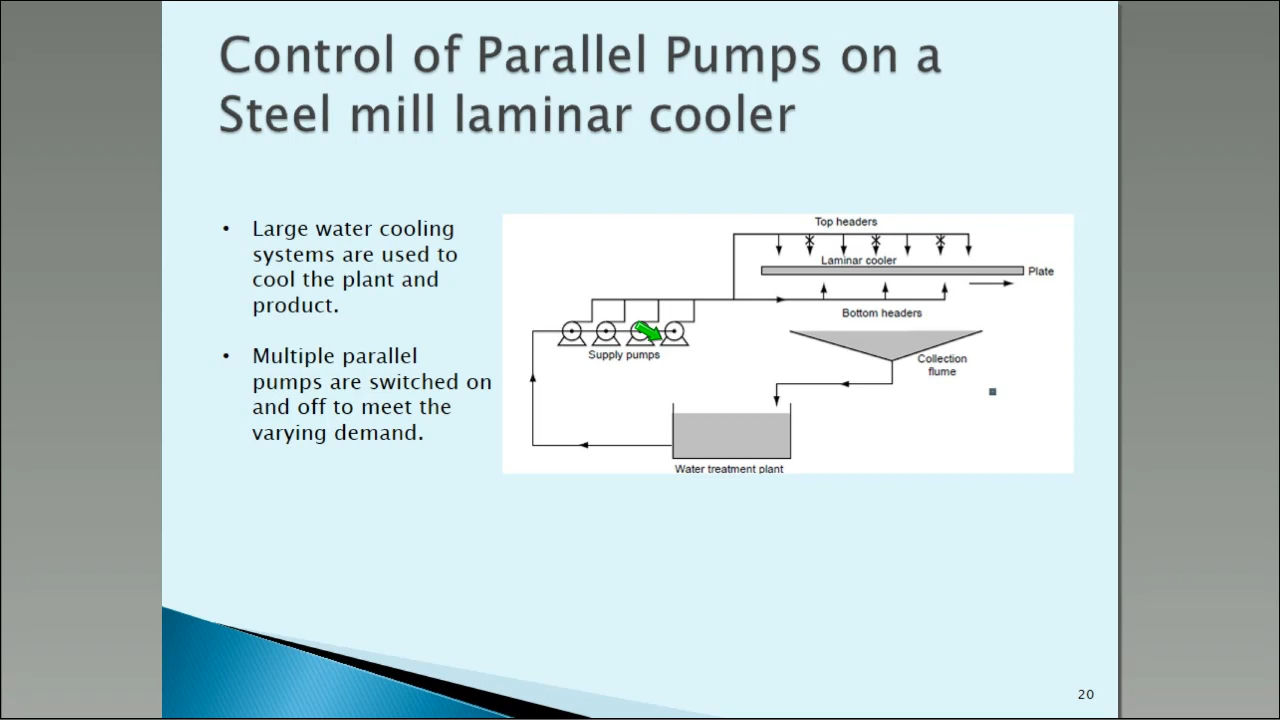 Control of Parallel Pumps on a
Steel mill laminar cooler
• Large water cooling
systems are used to
cool the plant and
product.
• Multiple parallel
pumps are switched on
and off to meet the
varying demand.
Top headers
Laminar cooler
Plate
Bottom headers
Supply pumps
Collection
flume
Water treatment plant
20